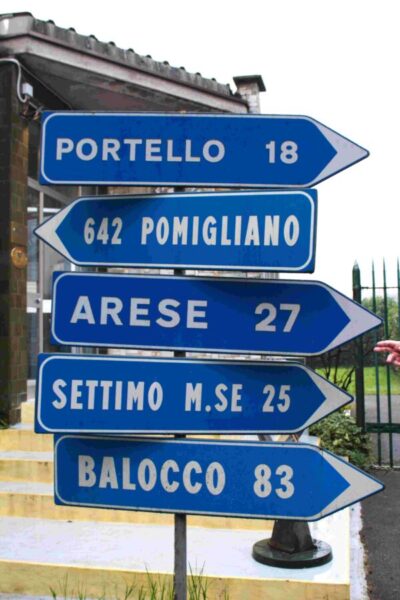 PORTELLO 18
642 POMIGLIANO
ARESE 27
SETTIMO M.SE 25
BALOCCO 83